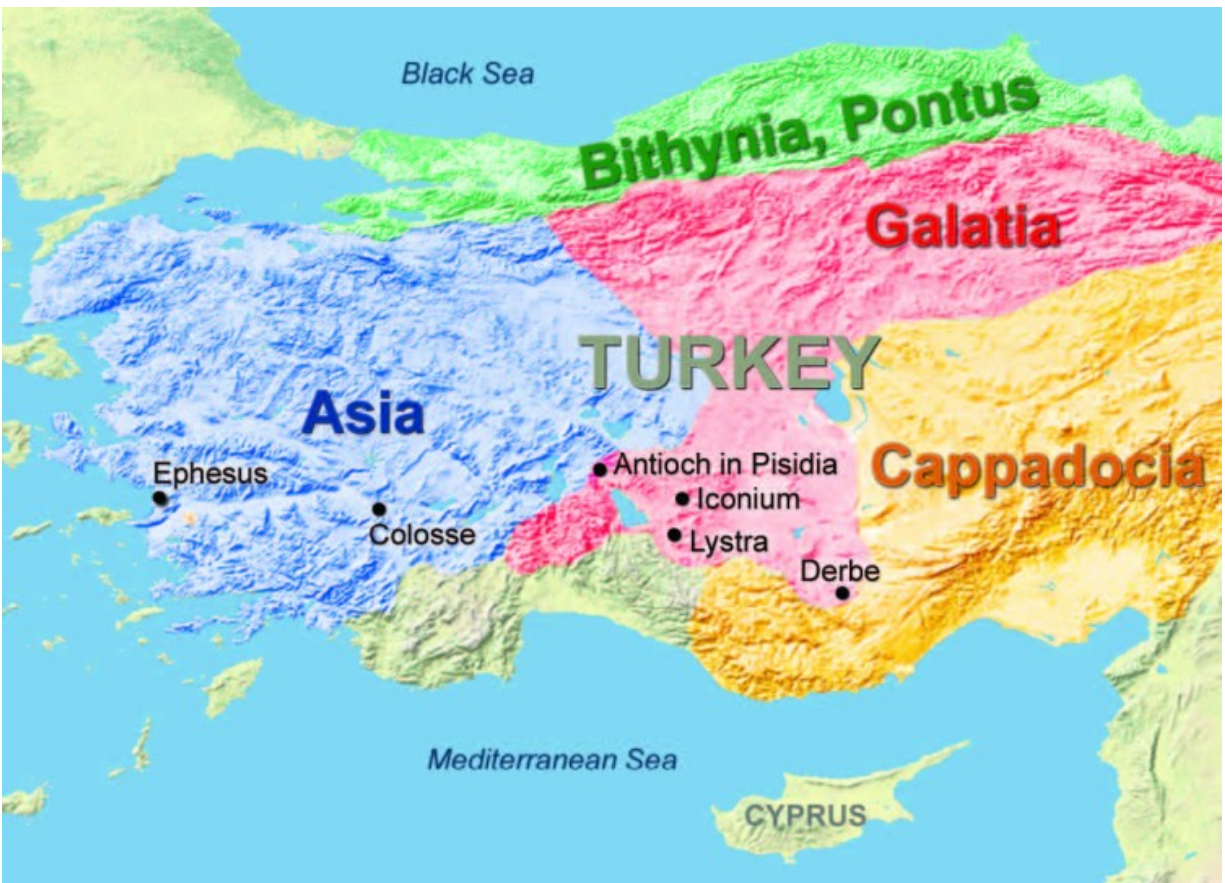 Black Sea
Bithynia, Pontus
Galatia
TURKEY
Asia
Cappadocia
Antioch in Pisidia
Ephesus
Iconium
Colosse
Lystra
Derbe
Mediterranean Sea
CYPRUS